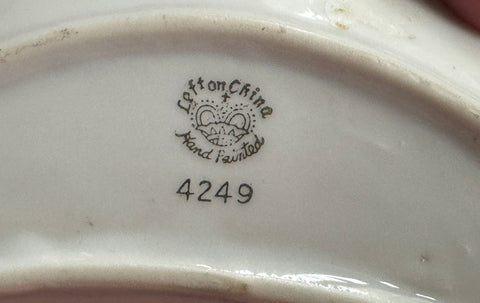 Lefton China
Hand Painted
4249